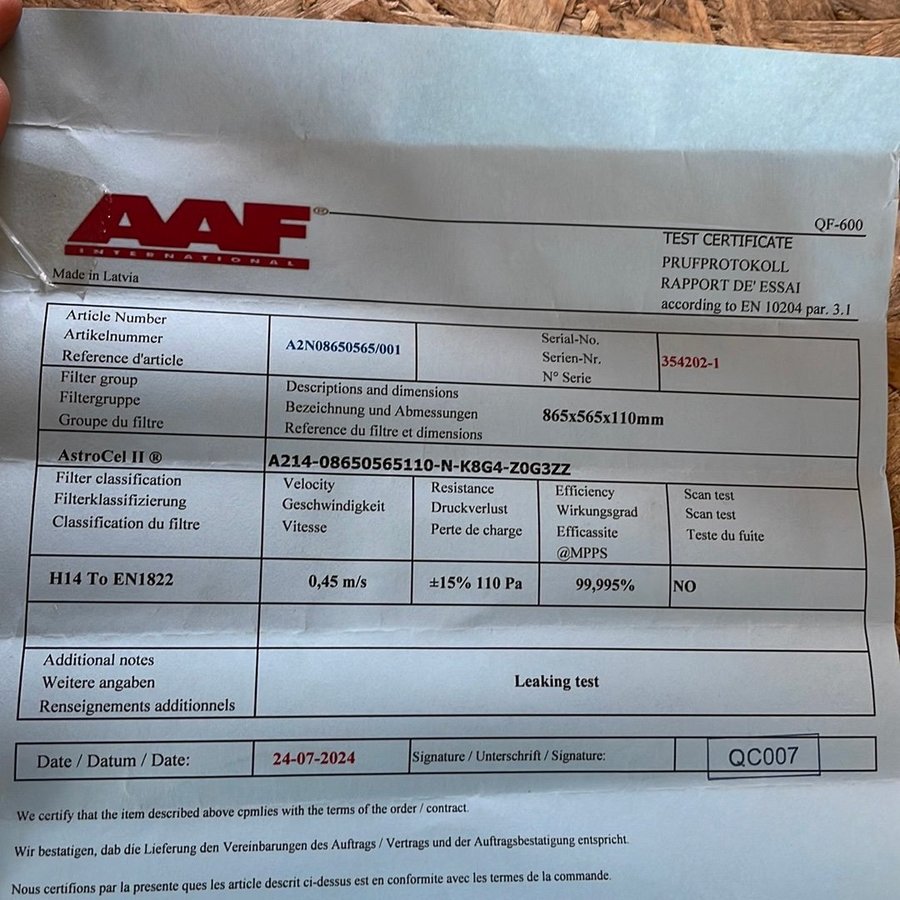 AAF®
INTERNATIONAL
Made in Latvia
QF-600
TEST CERTIFICATE
PRUFPROTOKOLL
RAPPORT DE' ESSAI
according to EN 10204 par. 3.1
Article Number
Artikelnummer
Reference d'article
A2N08650565/001
Serial-No.
Serien-Nr.
N° Serie
354202-1
Filter group
Filtergruppe
Groupe du filtre
Descriptions and dimensions
Bezeichnung und Abmessungen
Reference du filtre et dimensions
865x565x110mm
AstroCel II ®
A214-08650565110-N-K8G4-Z0G3ZZ
Filter classification
Filterklassifizierung
Classification du filtre
Velocity
Geschwindigkeit
Vitesse
Resistance
Druckverlust
Perte de charge
Efficiency
Wirkungsgrad
Efficassite
@MPPS
Scan test
Scan test
Teste du fuite
H14 To EN1822
0,45 m/s
±15% 110 Pa
99,995%
NO
Additional notes
Weitere angaben
Renseignements additionnels
Leaking test
Date / Datum / Date:
24-07-2024
Signature / Unterschrift / Signature:
QC007
We certify that the item described above cpmlies with the terms of the order / contract.
Wir bestatigen, dab die Lieferung den Vereinbarungen des Auftrags / Vertrags und der Auftragsbestatigung entspricht.
Nous certifions par la presente ques les article descrit ci-dessus est en conformite avec les termes de la commande.